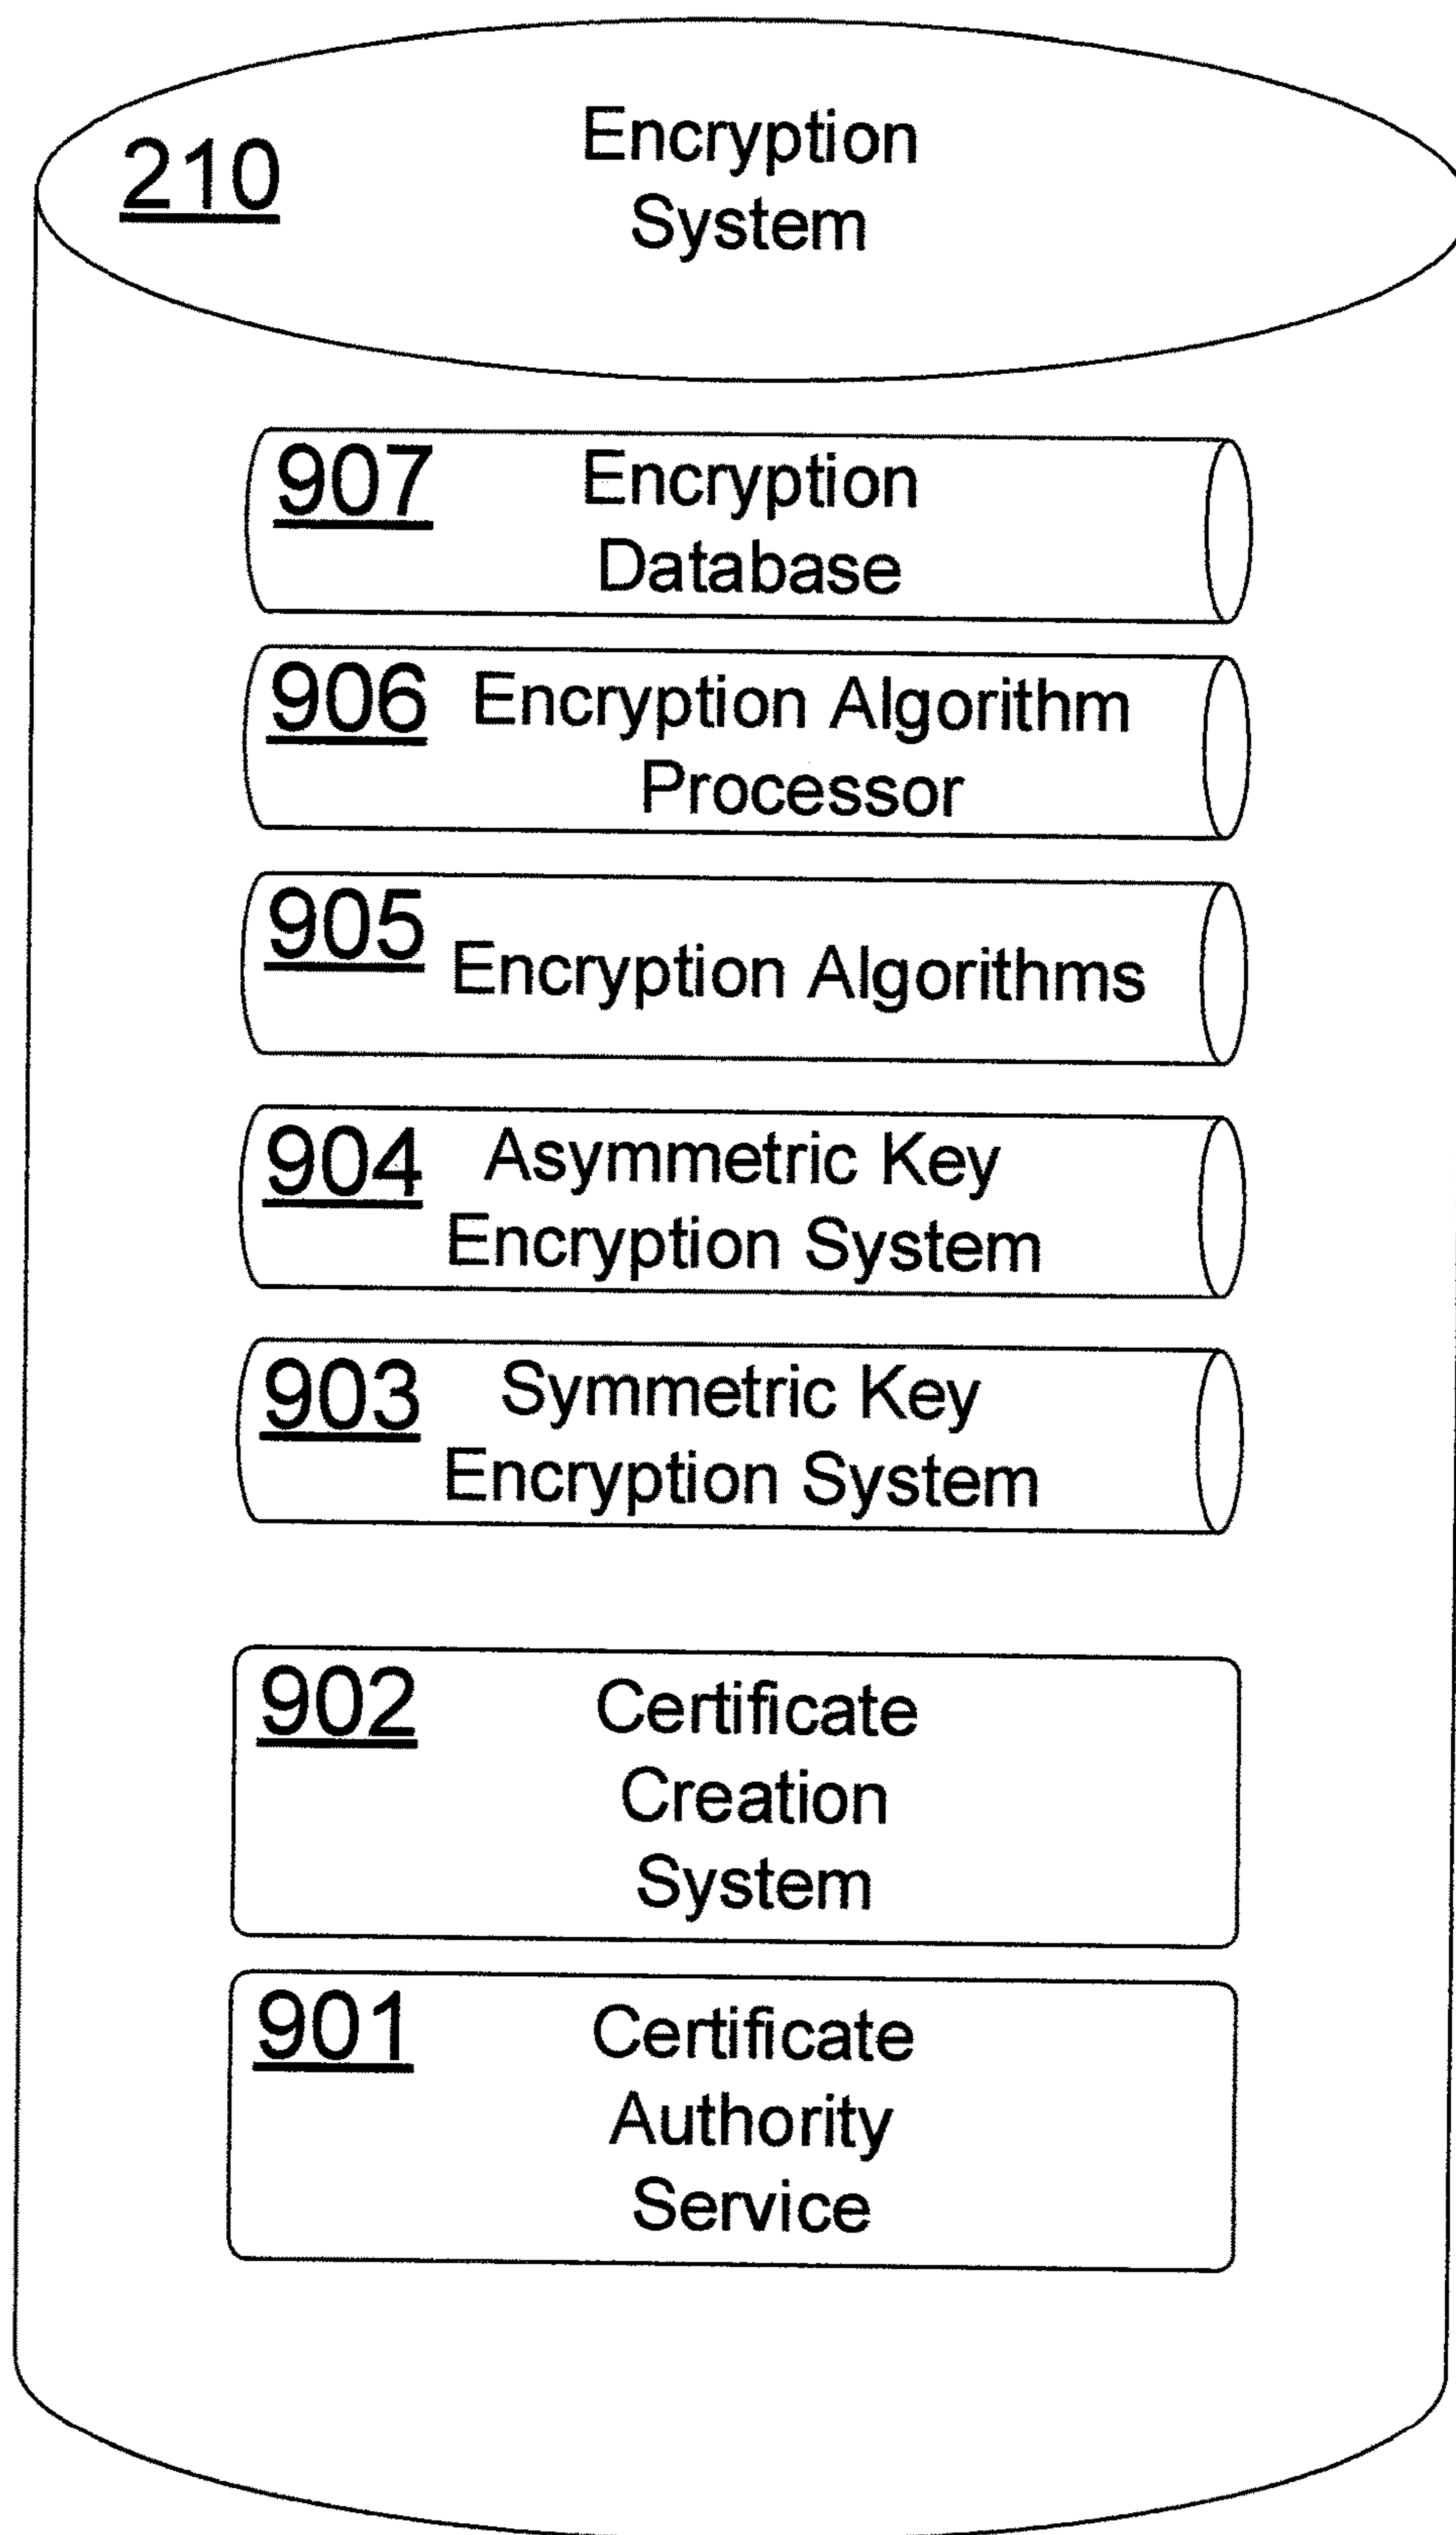 210
Encryption
System
907
Encryption
Database
906
Encryption Algorithm
Processor
905
Encryption Algorithms
904
Asymmetric Key
Encryption System
903
Symmetric Key
Encryption System
902
Certificate
Creation
System
901
Certificate
Authority
Service